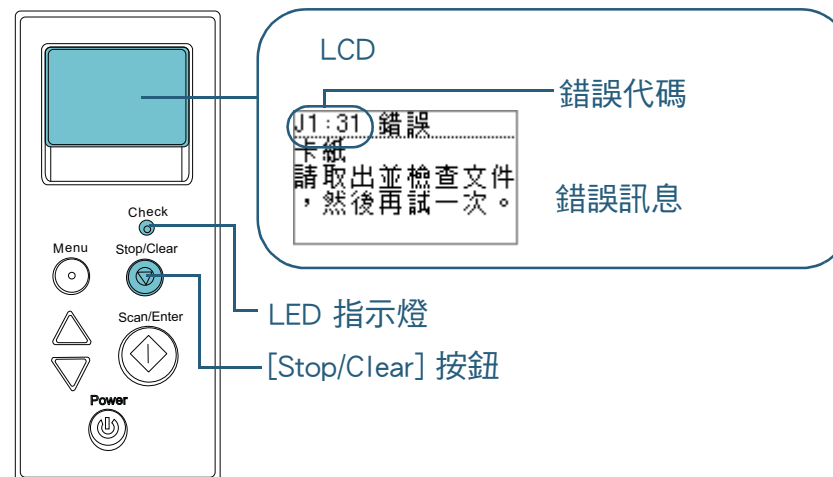 LCD
錯誤代碼
J1:31 錯誤
卡紙
請取出並檢查文件
，然後再試一次。
錯誤訊息
Check
Menu
Stop/Clear
Scan/Enter
LED 指示燈
[Stop/Clear] 按鈕
Power